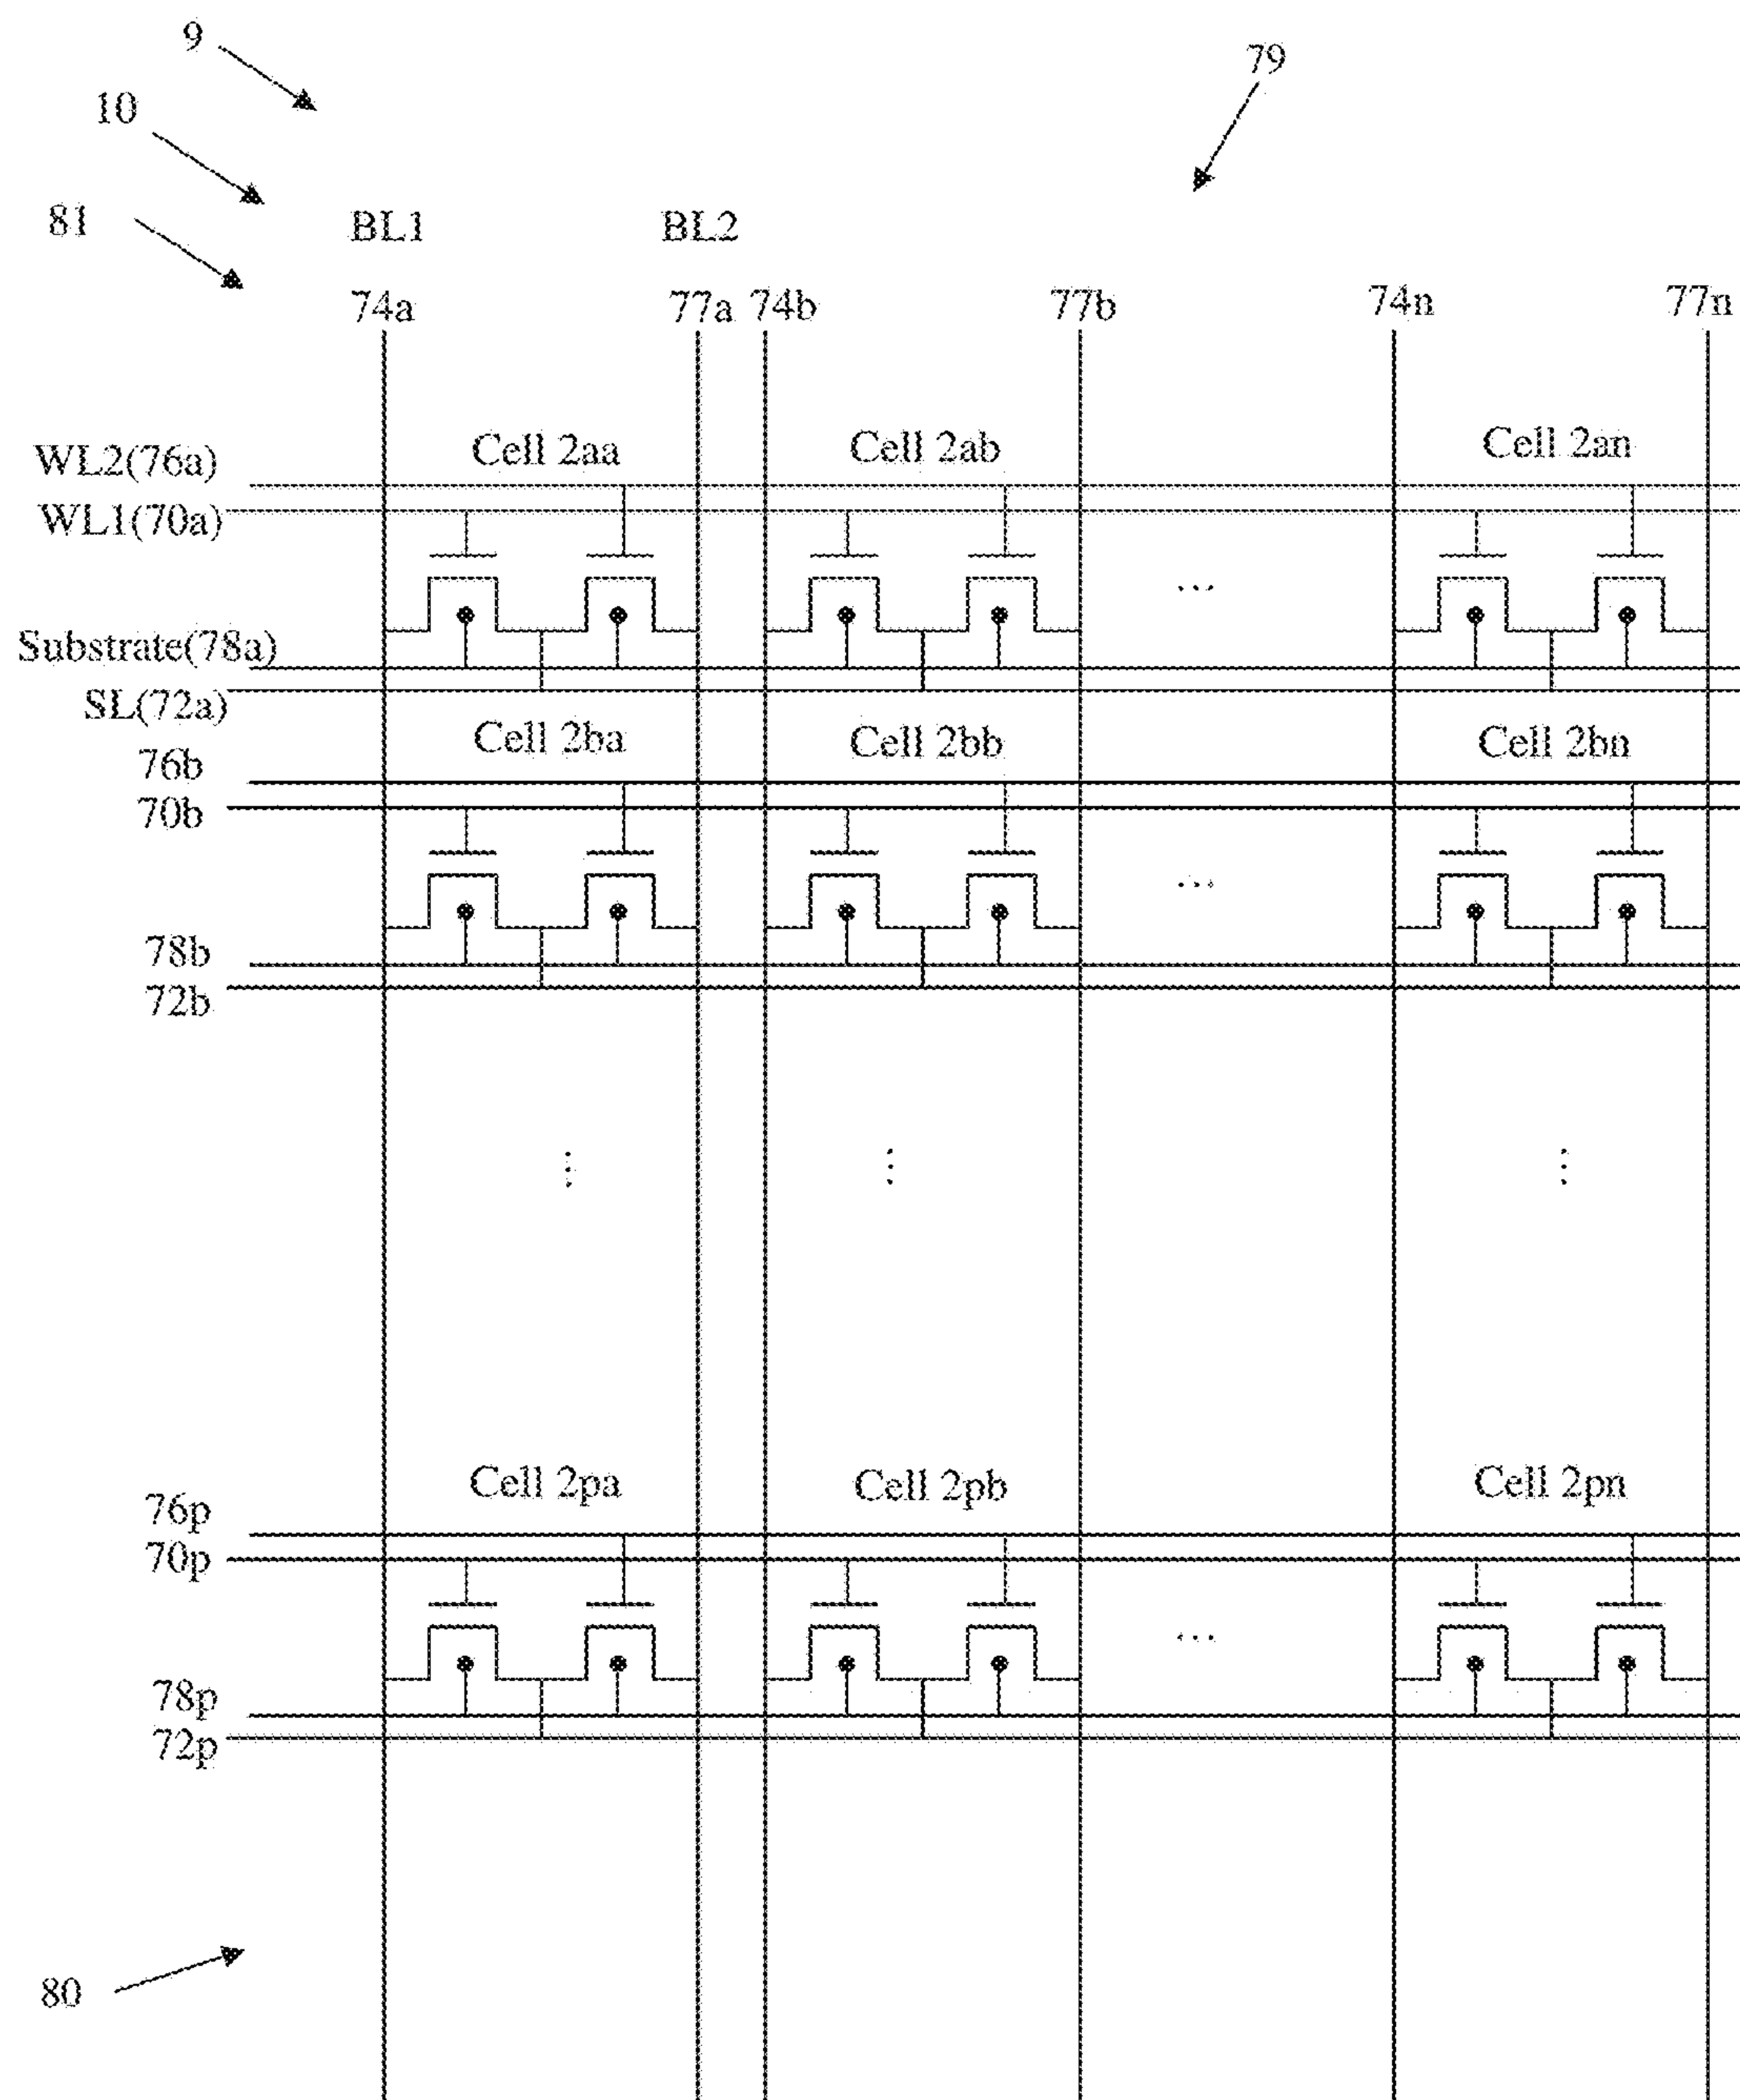 9
79
10
81
BL1 BL2
74a 77a 74b 77b 74n 77n
WL2(76a) Cell 2aa Cell 2ab Cell 2an
WL1(70a)
...
Substrate(78a)
SL(72a)
Cell 2ba Cell 2bb Cell 2bn
76b
70b
...
78b
72b
⋮ ⋮ ⋮
Cell 2pa Cell 2pb Cell 2pn
76p
70p
...
78p
72p
80